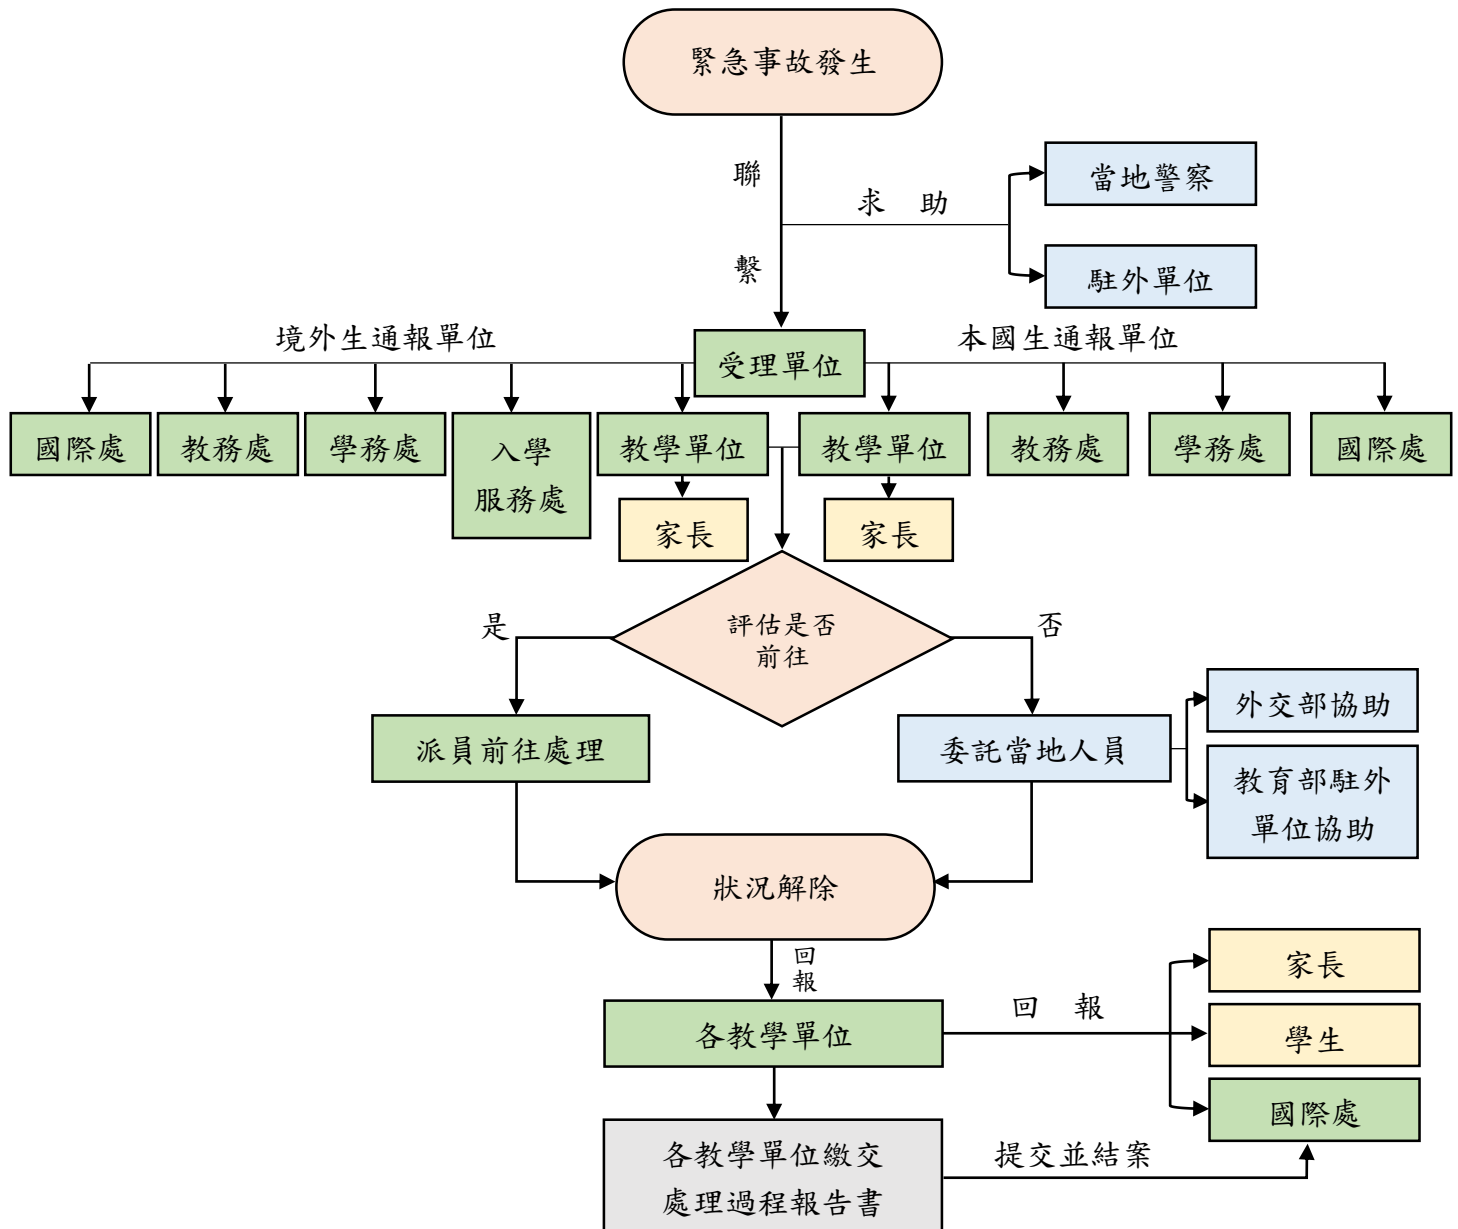 緊急事故發生
聯
繫
求 助
當地警察
駐外單位
境外生通報單位
受理單位
本國生通報單位
國際處
教務處
學務處
入學
服務處
教學單位
教學單位
教務處
學務處
國際處
家長
家長
評估是否
前往
是
否
派員前往處理
委託當地人員
外交部協助
教育部駐外
單位協助
狀況解除
回
報
各教學單位
回 報
家長
學生
國際處
各教學單位繳交
處理過程報告書
提交並結案